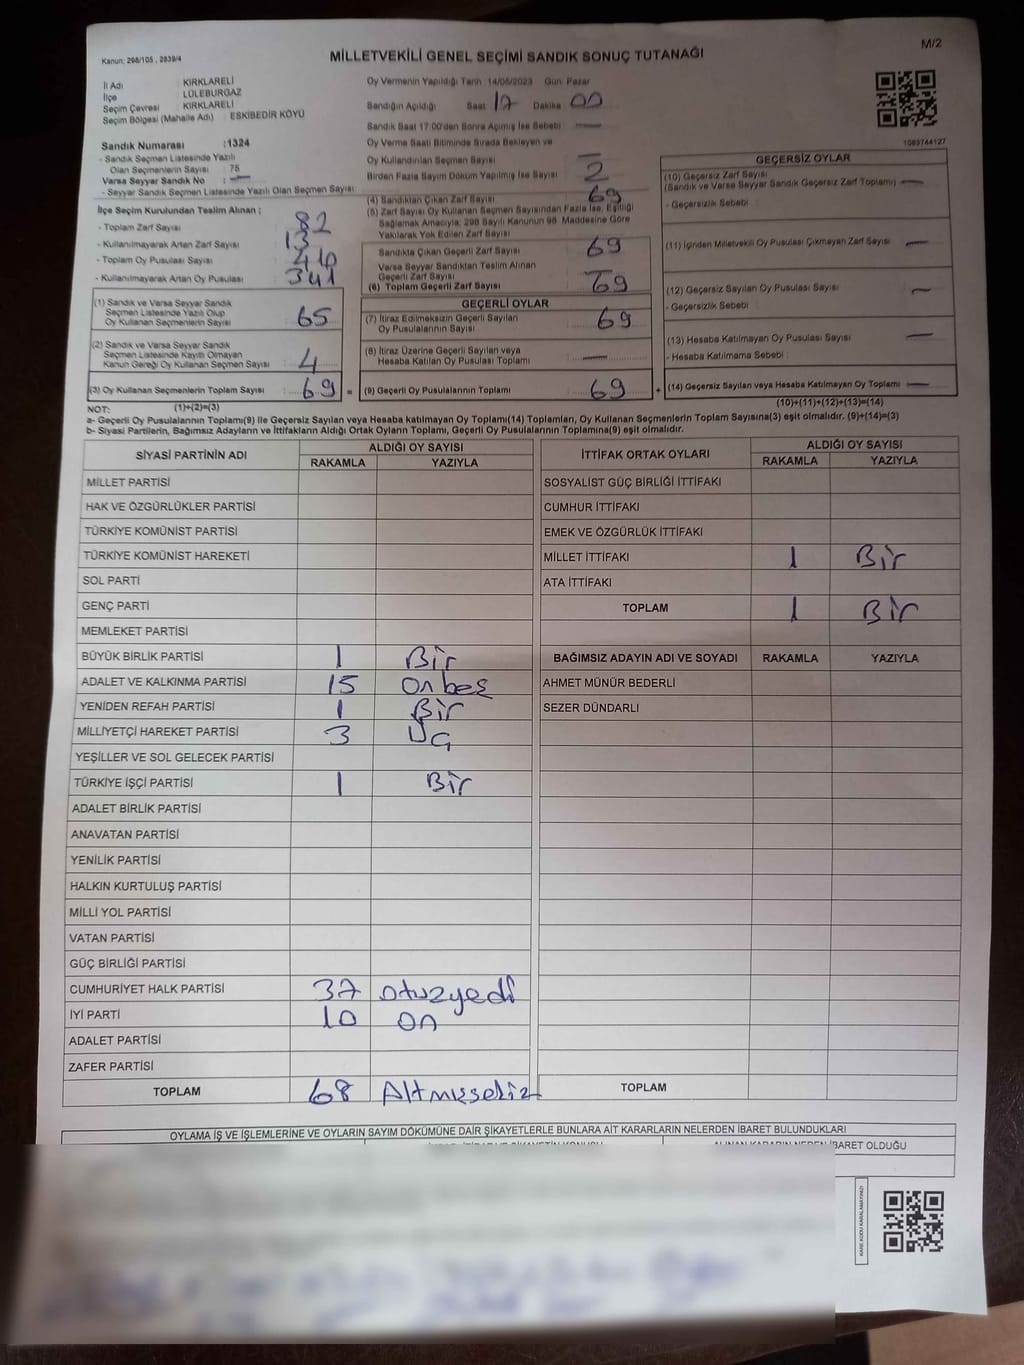 M/2
Kanun: 298/105 , 2839/4
MİLLETVEKİLİ GENEL SEÇİMİ SANDIK SONUÇ TUTANAĞI
İl Adı : KIRKLARELİ
İlçe : LÜLEBURGAZ
Seçim Çevresi : KIRKLARELİ
Seçim Bölgesi (Mahalle Adı) : ESKİBEDİR KÖYÜ
Sandık Numarası :1324
- Sandık Seçmen Listesinde Yazılı
Olan Seçmenlerin Sayısı : 75
Varsa Seyyar Sandık No : —
- Seyyar Sandık Seçmen Listesinde Yazılı Olan Seçmen Sayısı :
Oy Vermenin Yapıldığı Tarih :14/05/2023 Gün: Pazar
Sandığın Açıldığı Saat 17 Dakika 00
Sandık Saat 17:00'den Sonra Açılmış İse Sebebi —
Oy Verme Saati Bitiminde Sırada Bekleyen ve
Oy Kullandırılan Seçmen Sayısı —
Birden Fazla Sayım Döküm Yapılmış İse Sayısı 2
1083744127
İlçe Seçim Kurulundan Teslim Alınan ;
- Toplam Zarf Sayısı : 82
- Kullanılmayarak Artan Zarf Sayısı : 13
- Toplam Oy Pusulası Sayısı : 410
- Kullanılmayarak Artan Oy Pusulası : 341
(1) Sandık ve Varsa Seyyar Sandık
Seçmen Listesinde Yazılı Olup
Oy Kullanan Seçmenlerin Sayısı : 65
(2) Sandık ve Varsa Seyyar Sandık
Seçmen Listesinde Kayıtlı Olmayan
Kanun Gereği Oy Kullanan Seçmen Sayısı : 4
(3) Oy Kullanan Seçmenlerin Toplam Sayısı : 69 =
(4) Sandıktan Çıkan Zarf Sayısı : 69
(5) Zarf Sayısı Oy Kullanan Seçmen Sayısından Fazla İse, Eşitliği
Sağlamak Amacıyla; 298 Sayılı Kanunun 98. Maddesine Göre
Yakılarak Yok Edilen Zarf Sayısı
Sandıkta Çıkan Geçerli Zarf Sayısı : 69
Varsa Seyyar Sandıktan Teslim Alınan
Geçerli Zarf Sayısı : —
(6) Toplam Geçerli Zarf Sayısı : 69
GEÇERLİ OYLAR
(7) İtiraz Edilmeksizin Geçerli Sayılan
Oy Pusulalarının Sayısı : 69
(8) İtiraz Üzerine Geçerli Sayılan veya
Hesaba Katılan Oy Pusulası Toplamı : —
(9) Geçerli Oy Pusulalarının Toplamı : 69 +
GEÇERSİZ OYLAR
(10) Geçersiz Zarf Sayısı
(Sandık ve Varsa Seyyar Sandık Geçersiz Zarf Toplamı) —
- Geçersizlik Sebebi :
(11) İçinden Milletvekili Oy Pusulası Çıkmayan Zarf Sayısı —
(12) Geçersiz Sayılan Oy Pusulası Sayısı : —
- Geçersizlik Sebebi :
(13) Hesaba Katılmayan Oy Pusulası Sayısı : —
- Hesaba Katılmama Sebebi :
(14) Geçersiz Sayılan veya Hesaba Katılmayan Oy Toplamı —
(10)+(11)+(12)+(13)=(14)
NOT: (1)+(2)=(3)
a- Geçerli Oy Pusulalarının Toplamı(9) ile Geçersiz Sayılan veya Hesaba katılmayan Oy Toplamı(14) Toplamları, Oy Kullanan Seçmenlerin Toplam Sayısına(3) eşit olmalıdır. (9)+(14)=(3)
b- Siyasi Partilerin, Bağımsız Adayların ve İttifakların Aldığı Ortak Oyların Toplamı, Geçerli Oy Pusulalarının Toplamına(9) eşit olmalıdır.
SİYASİ PARTİNİN ADI
ALDIĞI OY SAYISI
RAKAMLA YAZIYLA
MİLLET PARTİSİ
HAK VE ÖZGÜRLÜKLER PARTİSİ
TÜRKİYE KOMÜNİST PARTİSİ
TÜRKİYE KOMÜNİST HAREKETİ
SOL PARTİ
GENÇ PARTİ
MEMLEKET PARTİSİ
BÜYÜK BİRLİK PARTİSİ 1 Bir
ADALET VE KALKINMA PARTİSİ 15 Onbeş
YENİDEN REFAH PARTİSİ 1 Bir
MİLLİYETÇİ HAREKET PARTİSİ 3 Üç
YEŞİLLER VE SOL GELECEK PARTİSİ
TÜRKİYE İŞÇİ PARTİSİ 1 Bir
ADALET BİRLİK PARTİSİ
ANAVATAN PARTİSİ
YENİLİK PARTİSİ
HALKIN KURTULUŞ PARTİSİ
MİLLİ YOL PARTİSİ
VATAN PARTİSİ
GÜÇ BİRLİĞİ PARTİSİ
CUMHURİYET HALK PARTİSİ 37 otuzyedi
İYİ PARTİ 10 on
ADALET PARTİSİ
ZAFER PARTİSİ
TOPLAM 68 Altmışsekiz
İTTİFAK ORTAK OYLARI
ALDIĞI OY SAYISI
RAKAMLA YAZIYLA
SOSYALİST GÜÇ BİRLİĞİ İTTİFAKI
CUMHUR İTTİFAKI
EMEK VE ÖZGÜRLÜK İTTİFAKI
MİLLET İTTİFAKI 1 Bir
ATA İTTİFAKI
TOPLAM 1 Bir
BAĞIMSIZ ADAYIN ADI VE SOYADI RAKAMLA YAZIYLA
AHMET MÜNÜR BEDERLİ
SEZER DÜNDARLI
TOPLAM
OYLAMA İŞ VE İŞLEMLERİNE VE OYLARIN SAYIM DÖKÜMÜNE DAİR ŞİKAYETLERLE BUNLARA AİT KARARLARIN NELERDEN İBARET BULUNDUKLARI
ALINAN KARARIN NEDEN İBARET OLDUĞU
KARE KODU KARALAMAYINIZ!